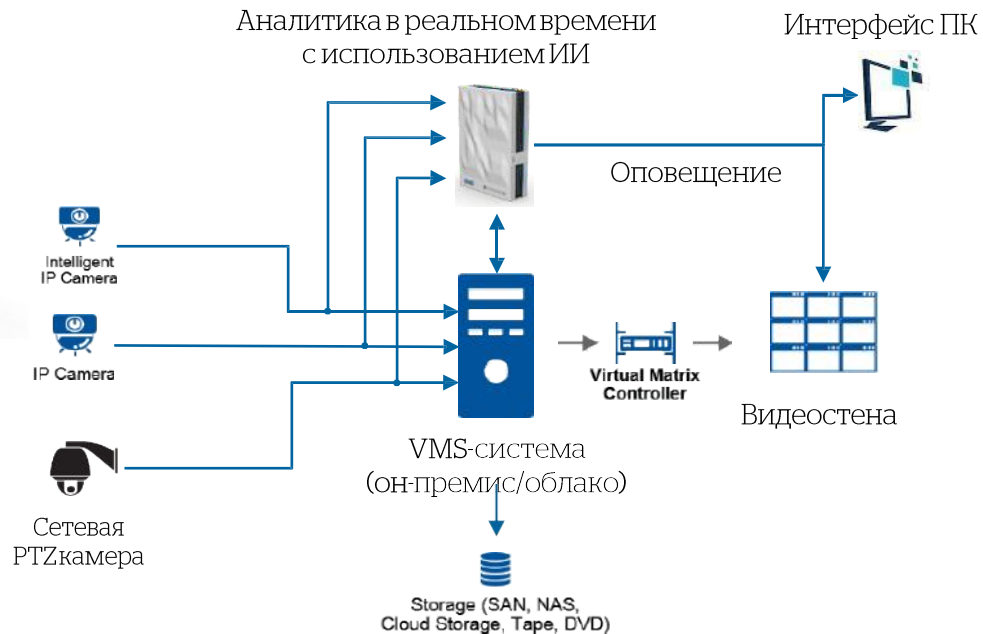 Аналитика в реальном времени
с использованием ИИ
Интерфейс ПК
Оповещение
Intelligent
IP Camera
IP Camera
Virtual Matrix
Controller
Видеостена
VMS-система
(он-премис/облако)
Сетевая
PTZкамера
Storage (SAN, NAS,
Cloud Storage, Tape, DVD)